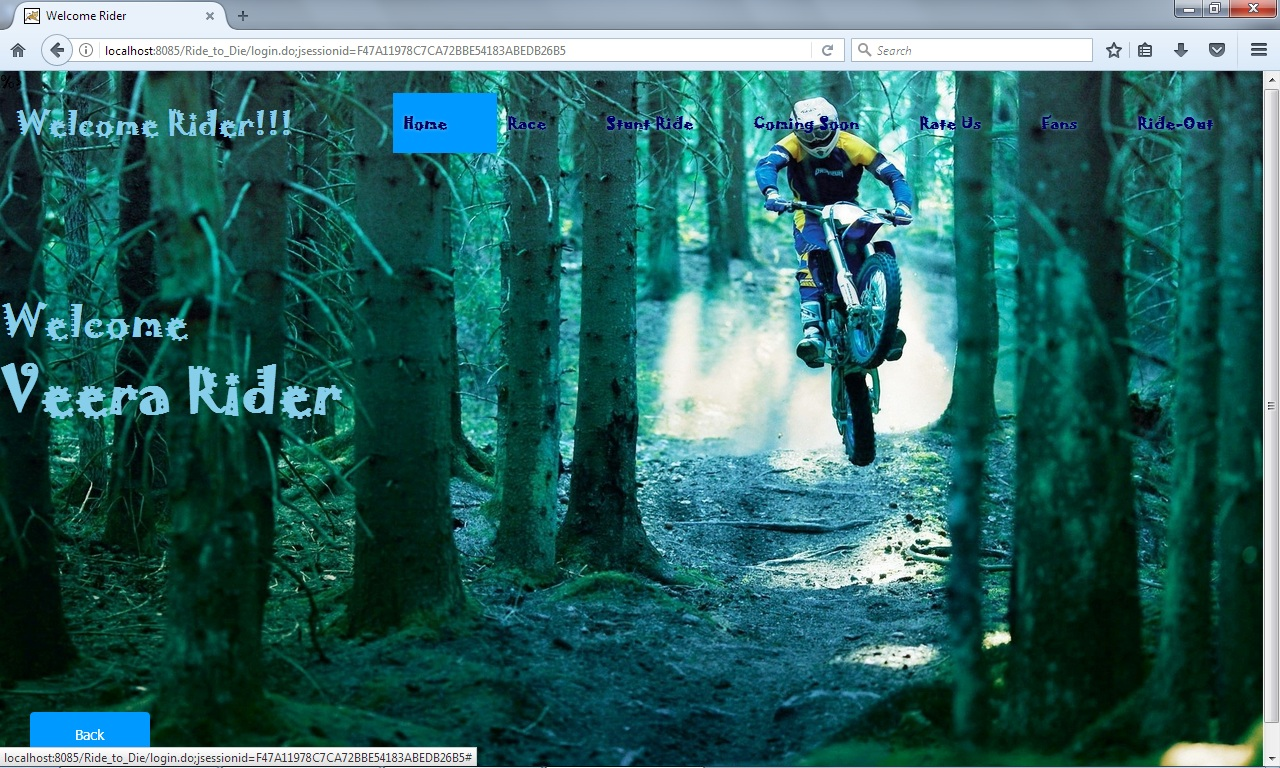 Welcome Rider
localhost:8085/Ride_to_Die/login.do;jsessionid=F47A11978C7CA72BBE54183ABEDB26B5
Search
Welcome Rider!!!
Home Race Stunt Ride Coming Soon Rate Us Fans Ride-Out
Welcome
Veera Rider
Back
localhost:8085/Ride_to_Die/login.do;jsessionid=F47A11978C7CA72BBE54183ABEDB26B5#